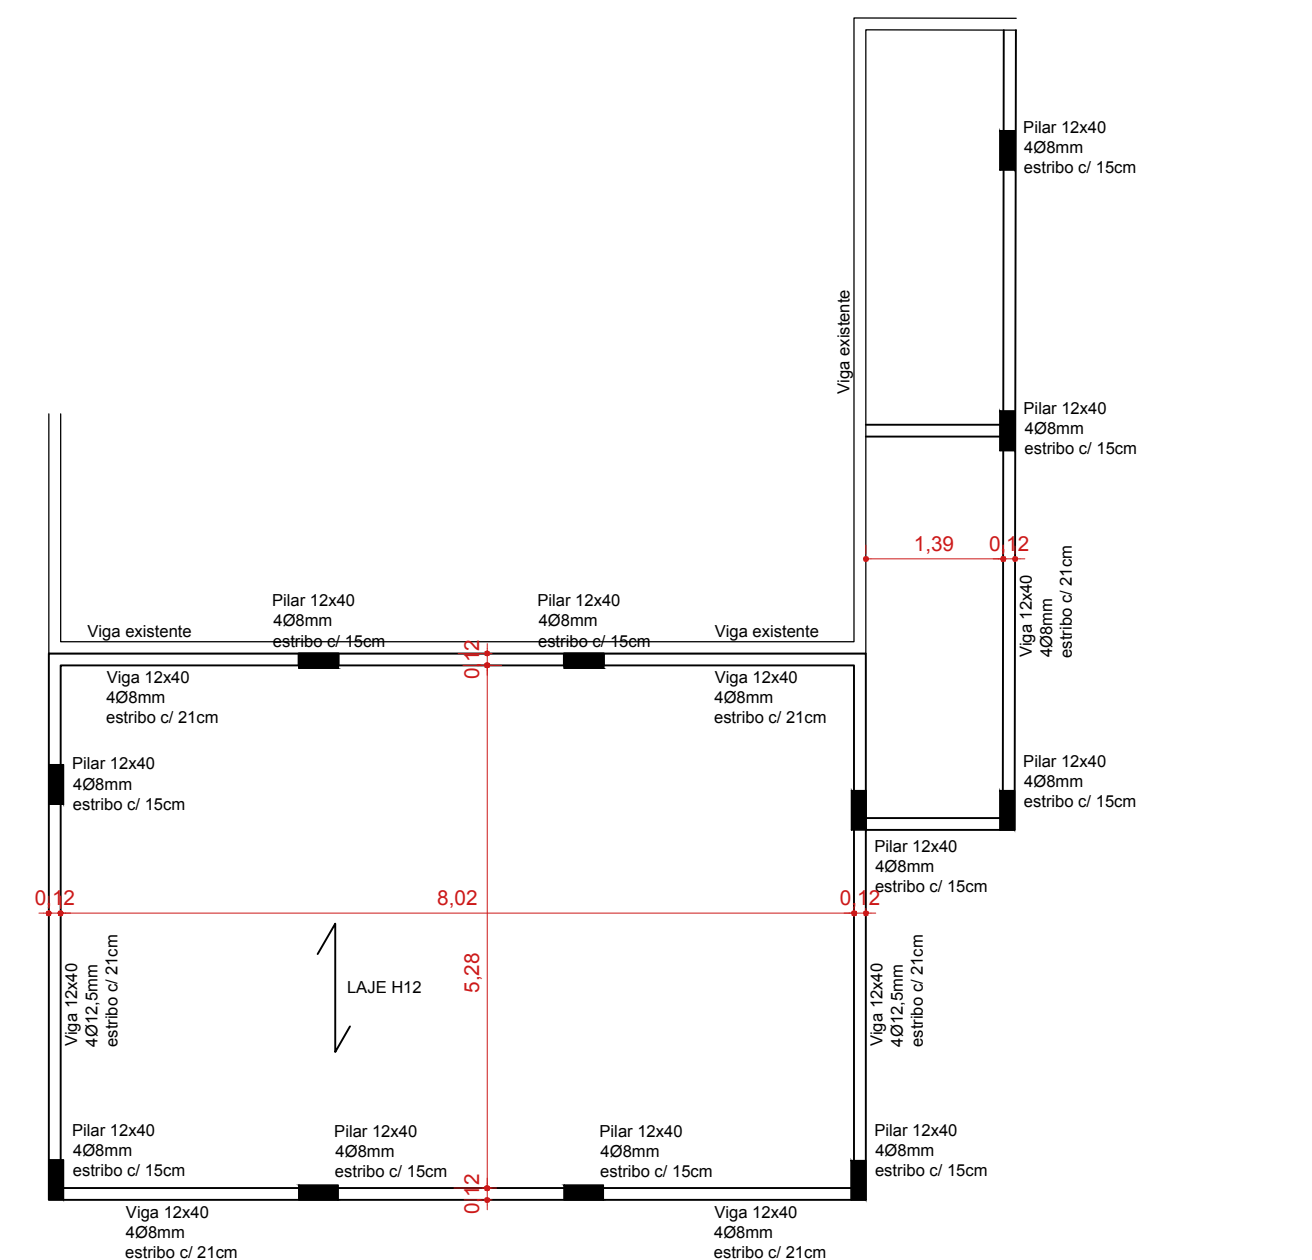 Pilar 12x40
4Ø8mm
estribo c/ 15cm
Viga existente
Pilar 12x40
4Ø8mm
estribo c/ 15cm
1,39
0,12
Viga 12x40
4Ø8mm
estribo c/ 21cm
Viga existente
Pilar 12x40
4Ø8mm
estribo c/ 15cm
Pilar 12x40
4Ø8mm
estribo c/ 15cm
Viga existente
0,12
Viga 12x40
4Ø8mm
estribo c/ 21cm
Viga 12x40
4Ø8mm
estribo c/ 21cm
Pilar 12x40
4Ø8mm
estribo c/ 15cm
Pilar 12x40
4Ø8mm
estribo c/ 15cm
Pilar 12x40
4Ø8mm
estribo c/ 15cm
0,12
8,02
0,12
Viga 12x40
4Ø12,5mm
estribo c/ 21cm
LAJE H12
5,28
Viga 12x40
4Ø12,5mm
estribo c/ 21cm
Pilar 12x40
4Ø8mm
estribo c/ 15cm
Pilar 12x40
4Ø8mm
estribo c/ 15cm
Pilar 12x40
4Ø8mm
estribo c/ 15cm
Pilar 12x40
4Ø8mm
estribo c/ 15cm
0,12
Viga 12x40
4Ø8mm
estribo c/ 21cm
Viga 12x40
4Ø8mm
estribo c/ 21cm